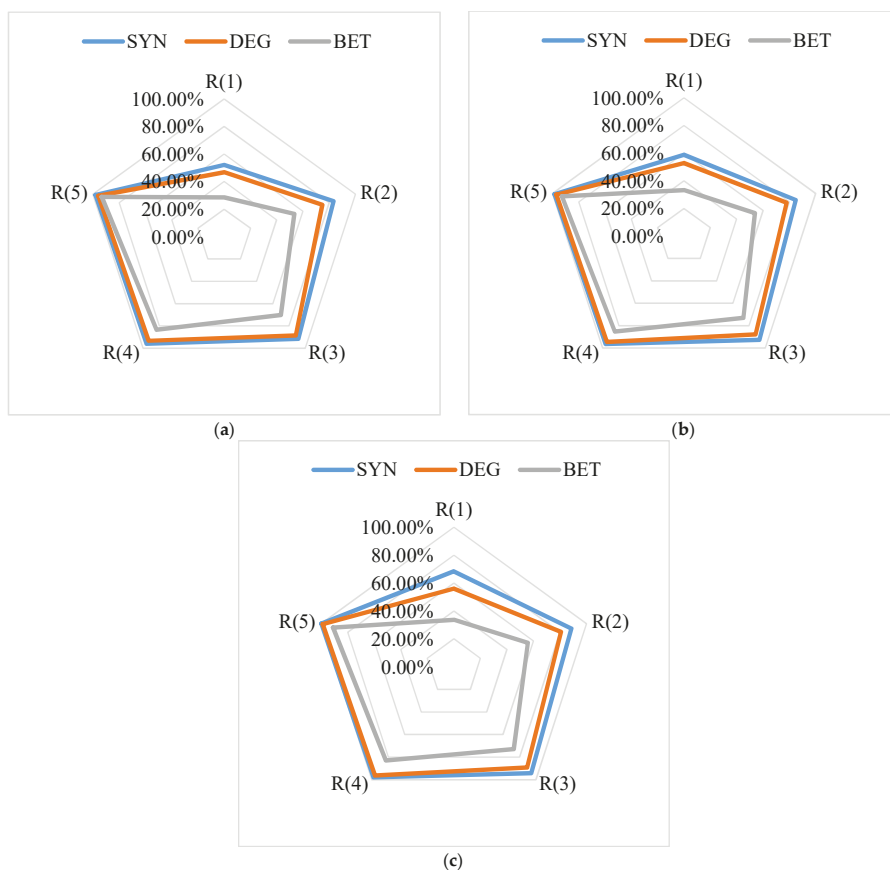 SYN DEG BET
R(1)
100.00%
80.00%
60.00%
40.00%
20.00%
0.00%
R(2)
R(3)
R(4)
R(5)
(a)
SYN DEG BET
R(1)
100.00%
80.00%
60.00%
40.00%
20.00%
0.00%
R(2)
R(3)
R(4)
R(5)
(b)
SYN DEG BET
R(1)
100.00%
80.00%
60.00%
40.00%
20.00%
0.00%
R(2)
R(3)
R(4)
R(5)
(c)